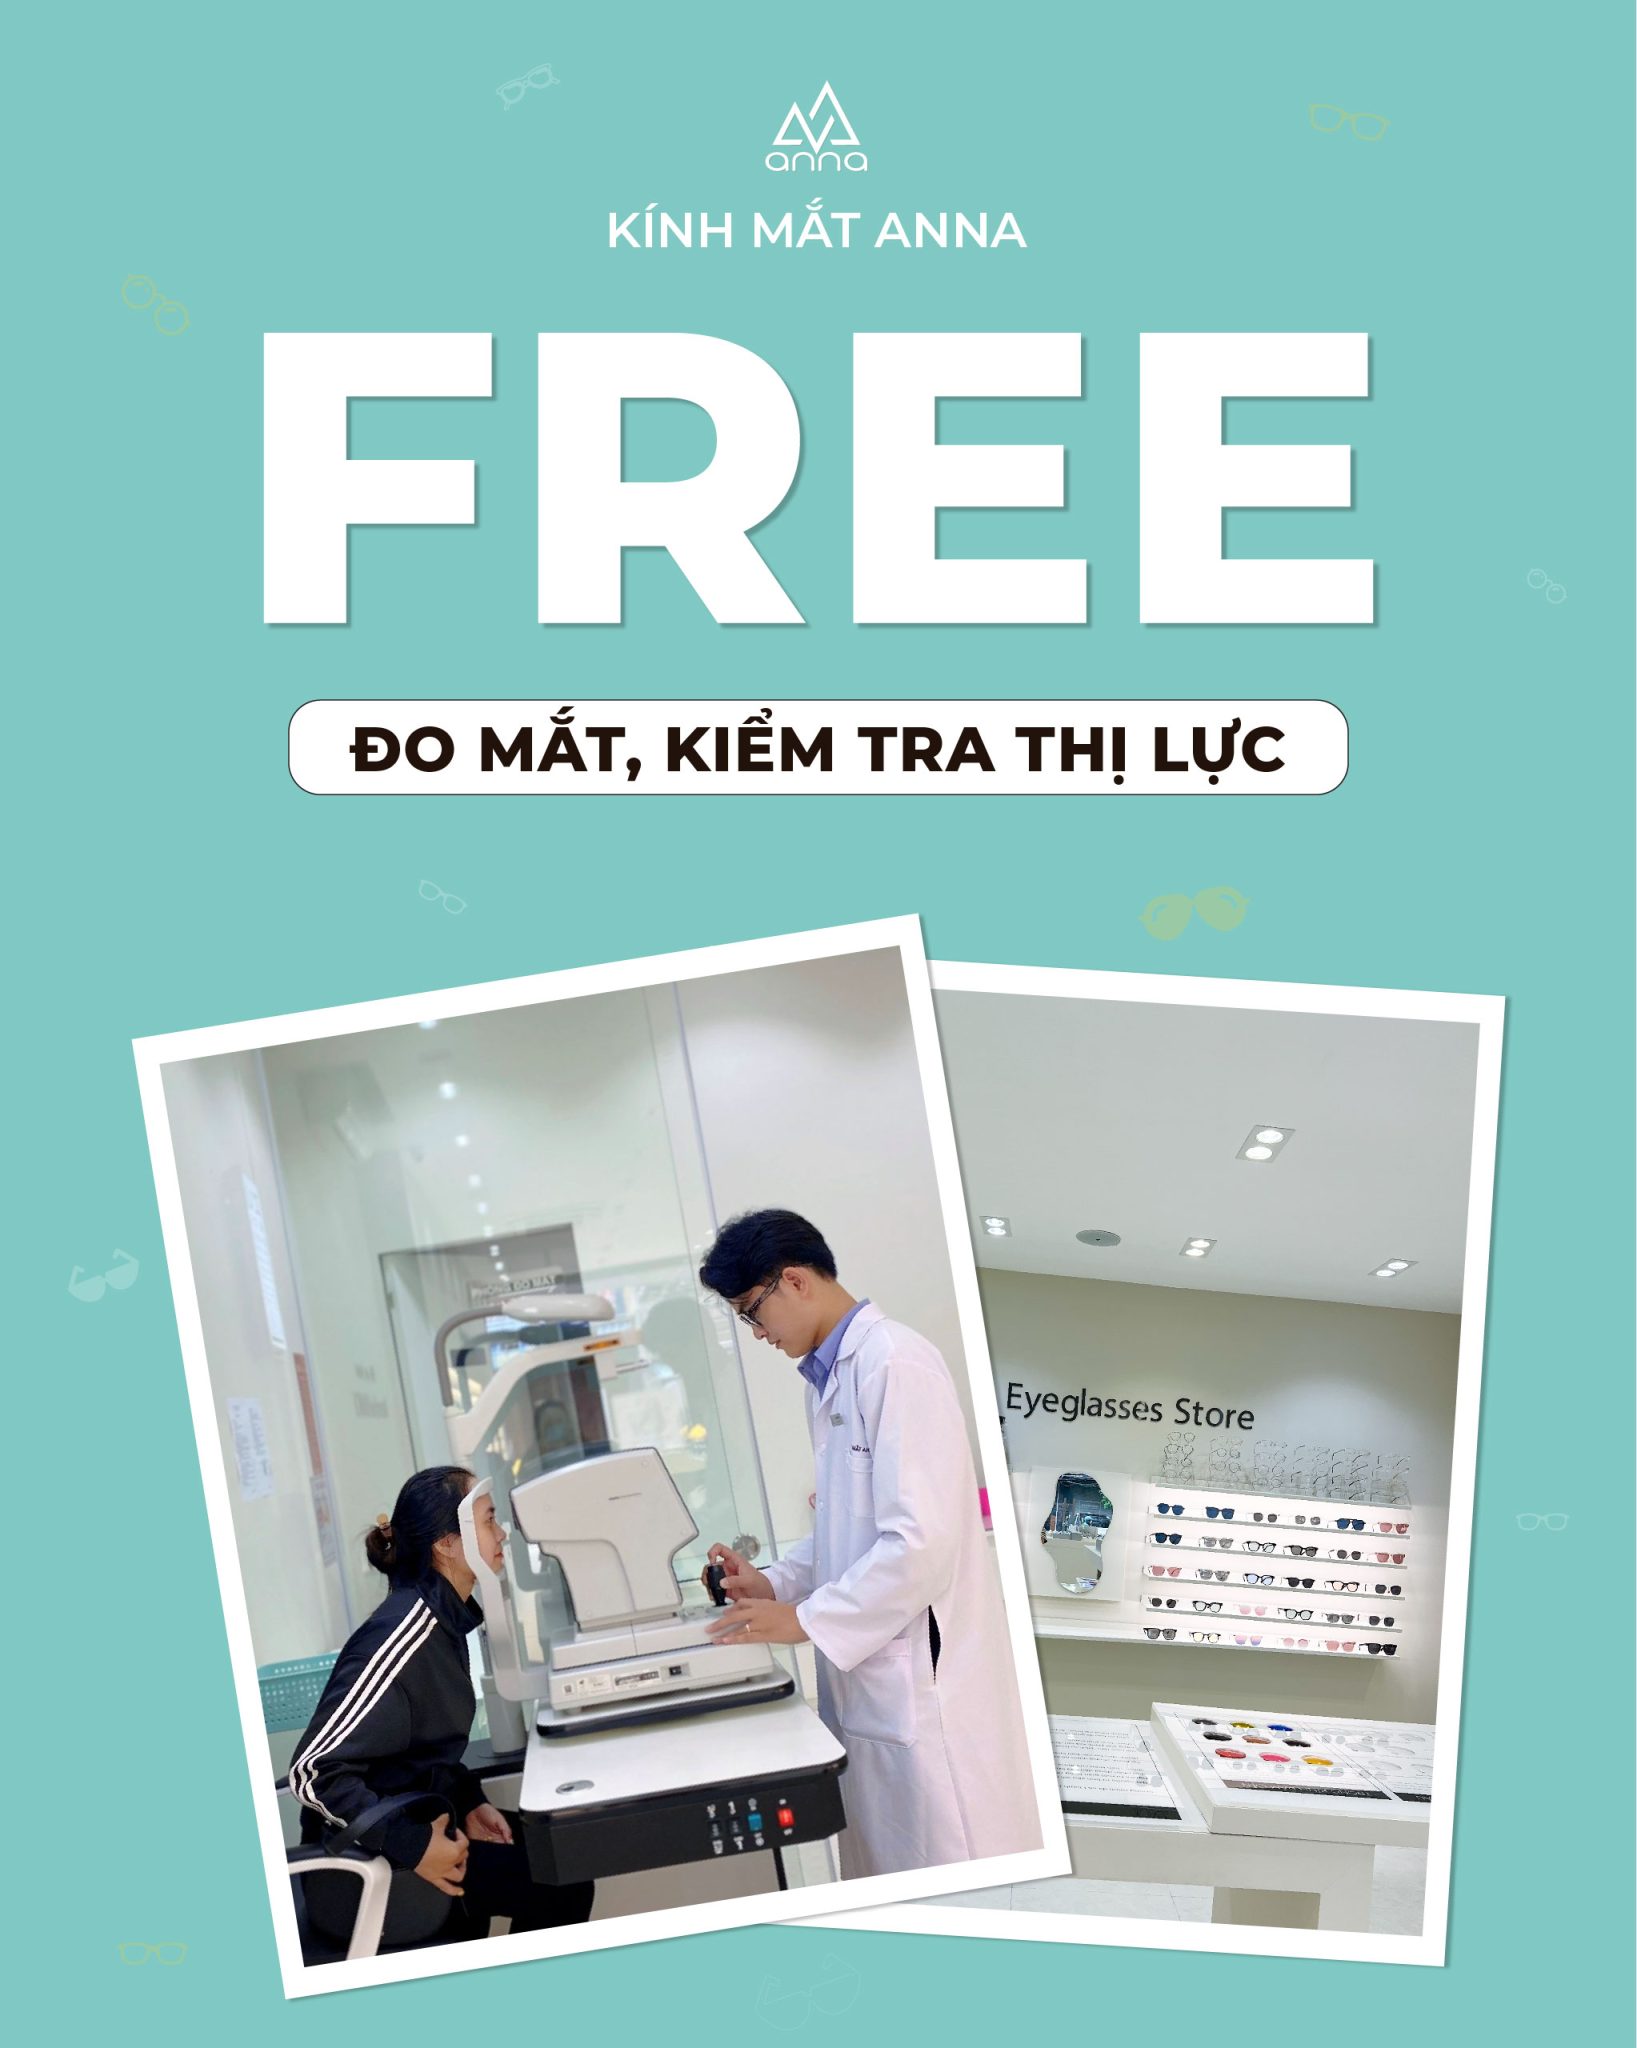 anna
KÍNH MẮT ANNA
FREE
ĐO MẮT, KIỂM TRA THỊ LỰC
Eyeglasses Store